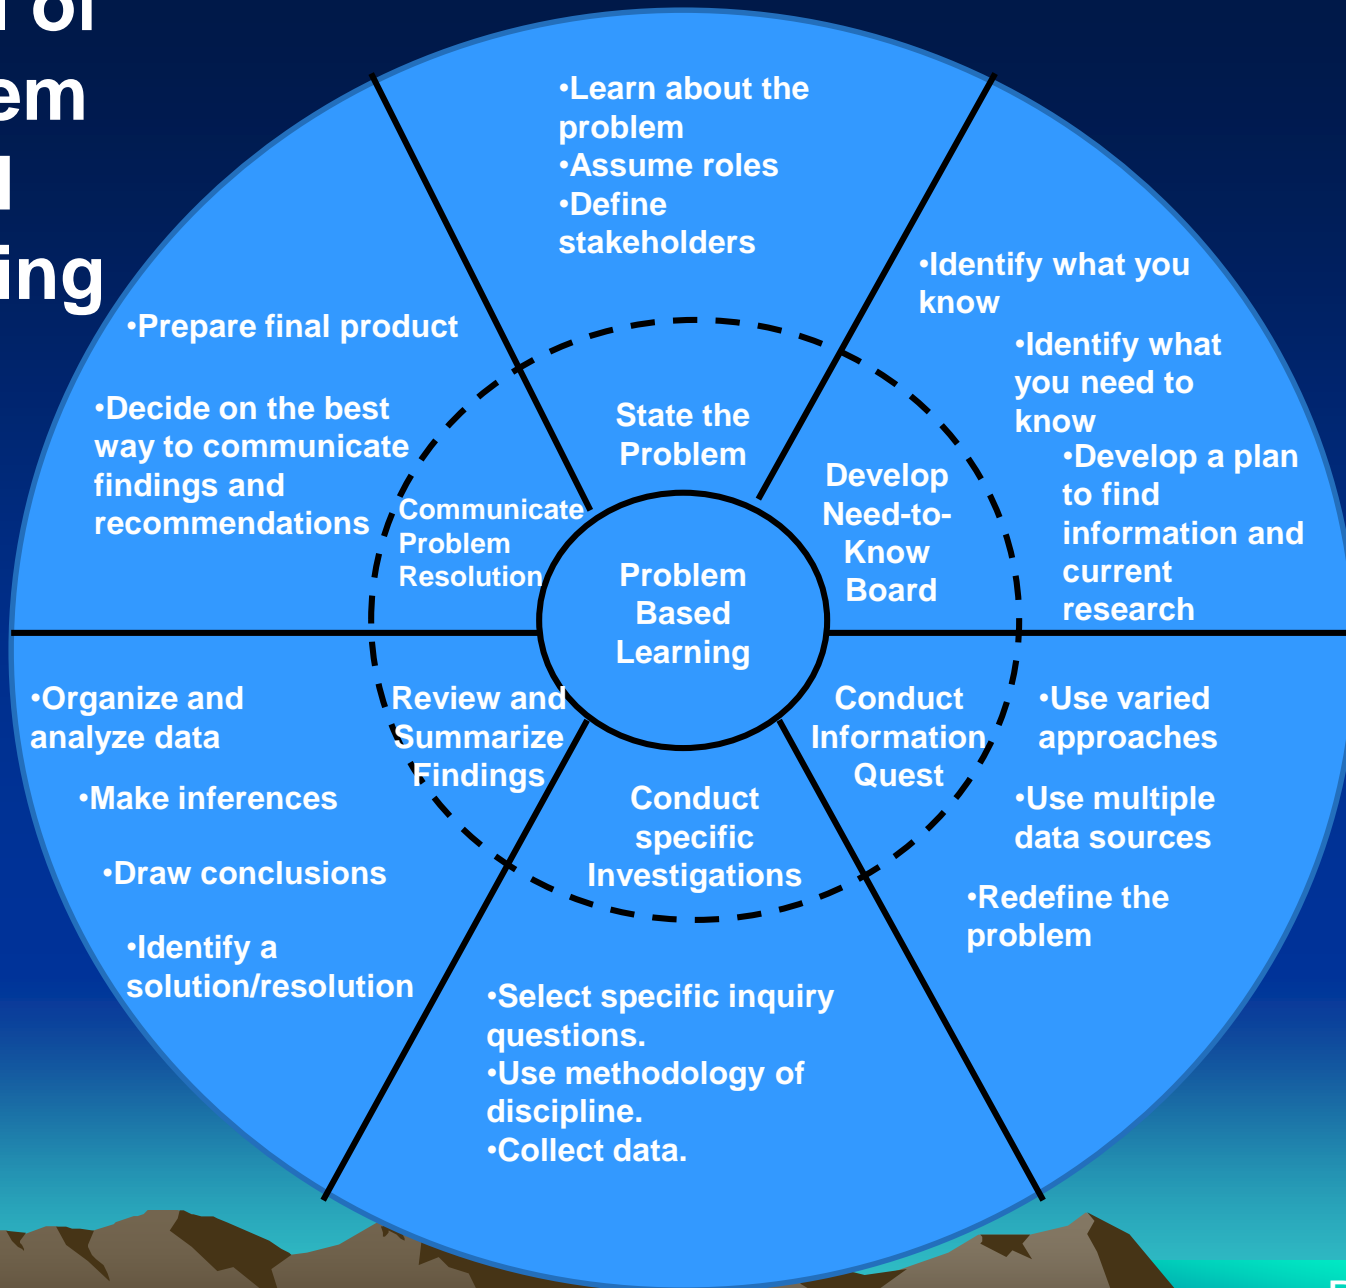 of
•Learn about the
problem
•Assume roles
•Define
stakeholders
•Identify what you
know
•Identify what
you need to
know
•Develop a plan
to find
information and
current
research
•Prepare final product
•Decide on the best
way to communicate
findings and
recommendations
State the
Problem
Develop
Need-to-
Know
Board
Communicate
Problem
Resolution
Problem
Based
Learning
•Organize and
analyze data
•Make inferences
•Draw conclusions
•Identify a
solution/resolution
Review and
Summarize
Findings
Conduct
specific
Investigations
Conduct
Information
Quest
•Use varied
approaches
•Use multiple
data sources
•Redefine the
problem
•Select specific inquiry
questions.
•Use methodology of
discipline.
•Collect data.